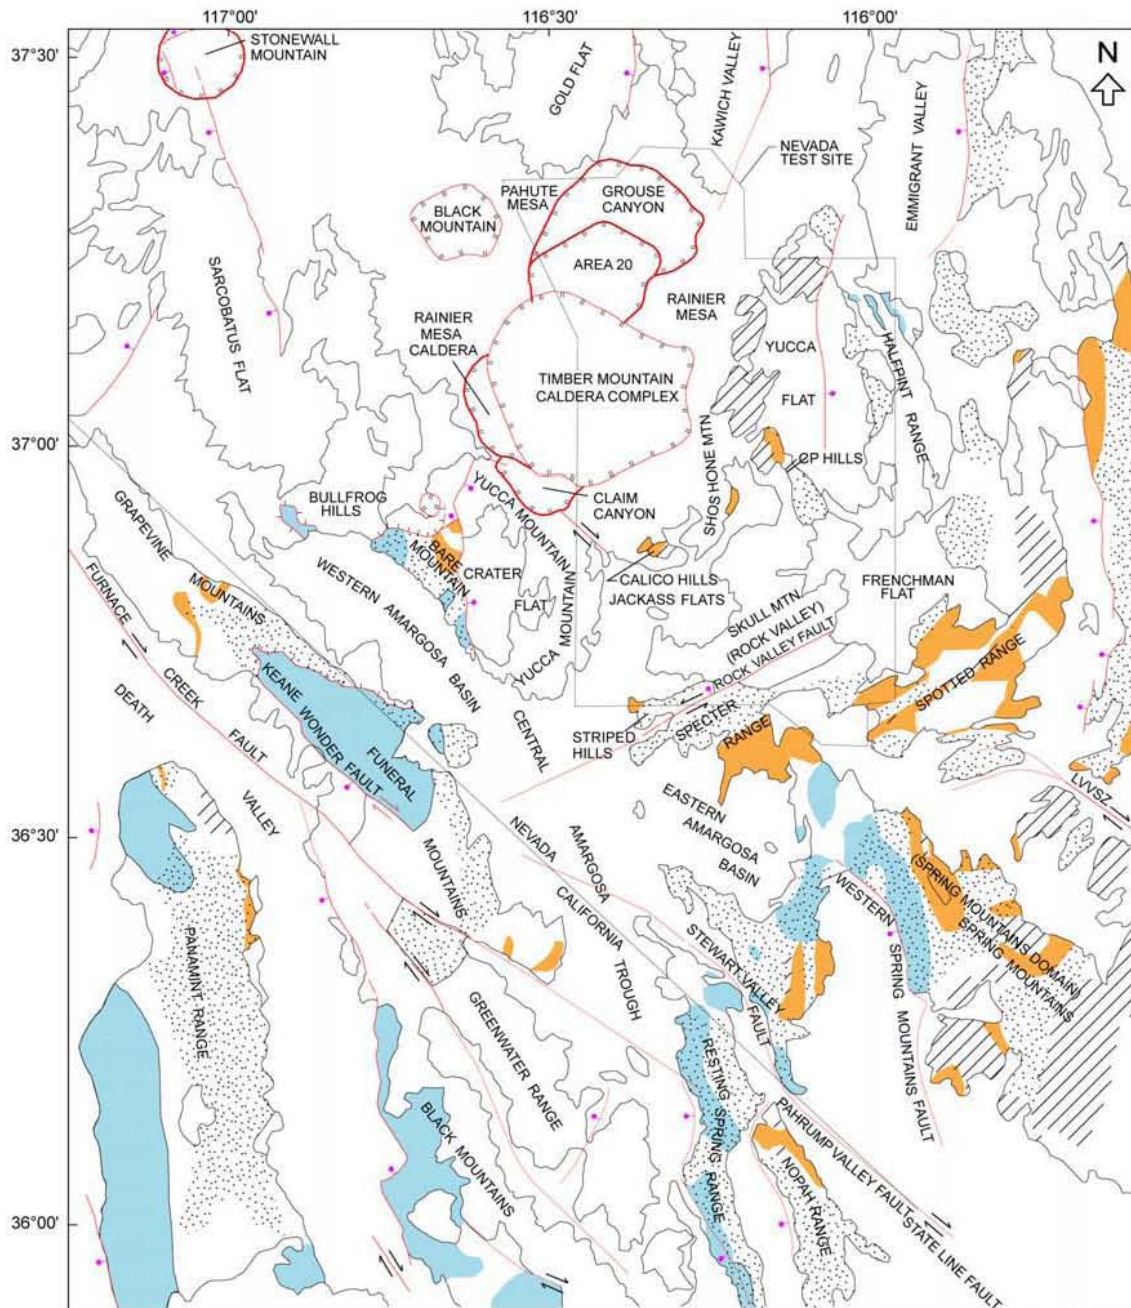 117°00'
116°30'
116°00'
37°30'
37°00'
36°30'
36°00'
N
STONEWALL
MOUNTAIN
GOLD FLAT
KAWICH VALLEY
EMMIGRANT VALLEY
NEVADA
TEST SITE
PAHUTE
MESA
GROUSE
CANYON
BLACK
MOUNTAIN
AREA 20
SARCOBATUS FLAT
RAINIER
MESA
CALDERA
RAINIER
MESA
YUCCA
FLAT
HALFPINT RANGE
TIMBER MOUNTAIN
CALDERA COMPLEX
SHOS HONE MTN
CP HILLS
CLAIM
CANYON
BULLFROG
HILLS
YUCCA MOUNTAIN
BARE
MOUNTAIN
CRATER
FLAT
YUCCA MOUNTAIN
CALICO HILLS
JACKASS FLATS
FRENCHMAN
FLAT
SKULL MTN
(ROCK VALLEY)
ROCK VALLEY FAULT
GRAPEVINE
MOUNTAINS
WESTERN AMARGOSA
BASIN
CENTRAL
STRIPED
HILLS
SPECTER
RANGE
SPOTTED RANGE
LVVSZ
FURNACE
CREEK
FAULT
DEATH
VALLEY
KEANE WONDER FAULT
FUNERAL
MOUNTAINS
NEVADA
CALIFORNIA
AMARGOSA
TROUGH
EASTERN
AMARGOSA
BASIN
WESTERN
SPRING MOUNTAINS FAULT
(SPRING MOUNTAINS DOMAIN)
SPRING MOUNTAINS
STEWART VALLEY
FAULT
PANAMINT RANGE
GREENWATER RANGE
BLACK MOUNTAINS
RESTING SPRING RANGE
NOPAH RANGE
PAHRUMP VALLEY FAULT
STATE LINE FAULT